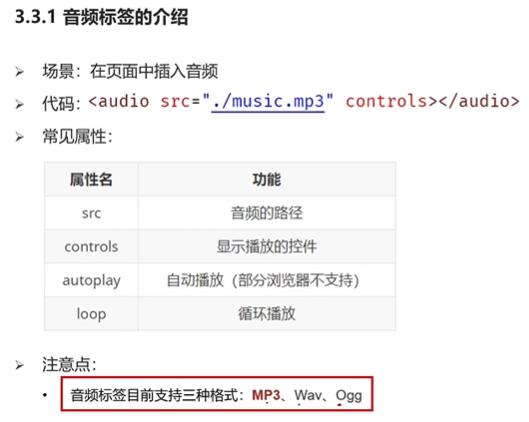 3.3.1 音频标签的介绍
场景：在页面中插入音频
代码：<audio src="./music.mp3" controls></audio>
常见属性：
属性名 功能
src 音频的路径
controls 显示播放的控件
autoplay 自动播放（部分浏览器不支持）
loop 循环播放
注意点：
音频标签目前支持三种格式：MP3、Wav、Ogg